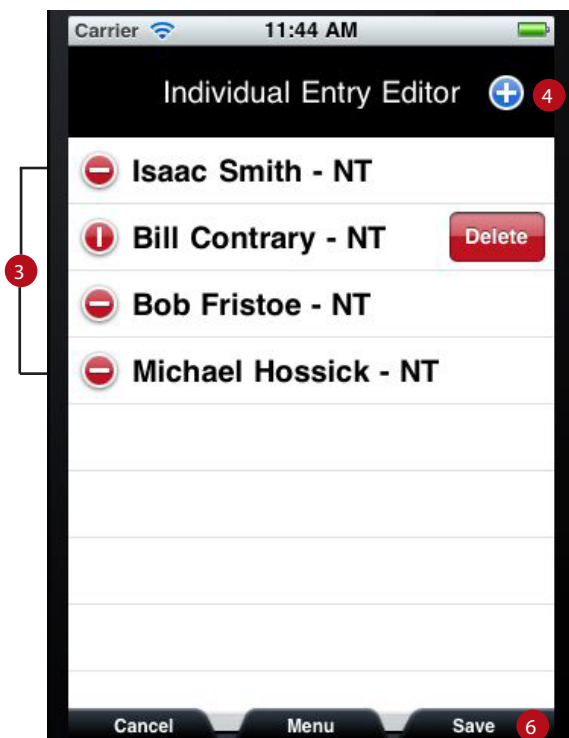 Carrier 11:44 AM
Individual Entry Editor 4
Isaac Smith - NT
Bill Contrary - NT Delete
3
Bob Fristoe - NT
Michael Hossick - NT
Cancel Menu Save 6